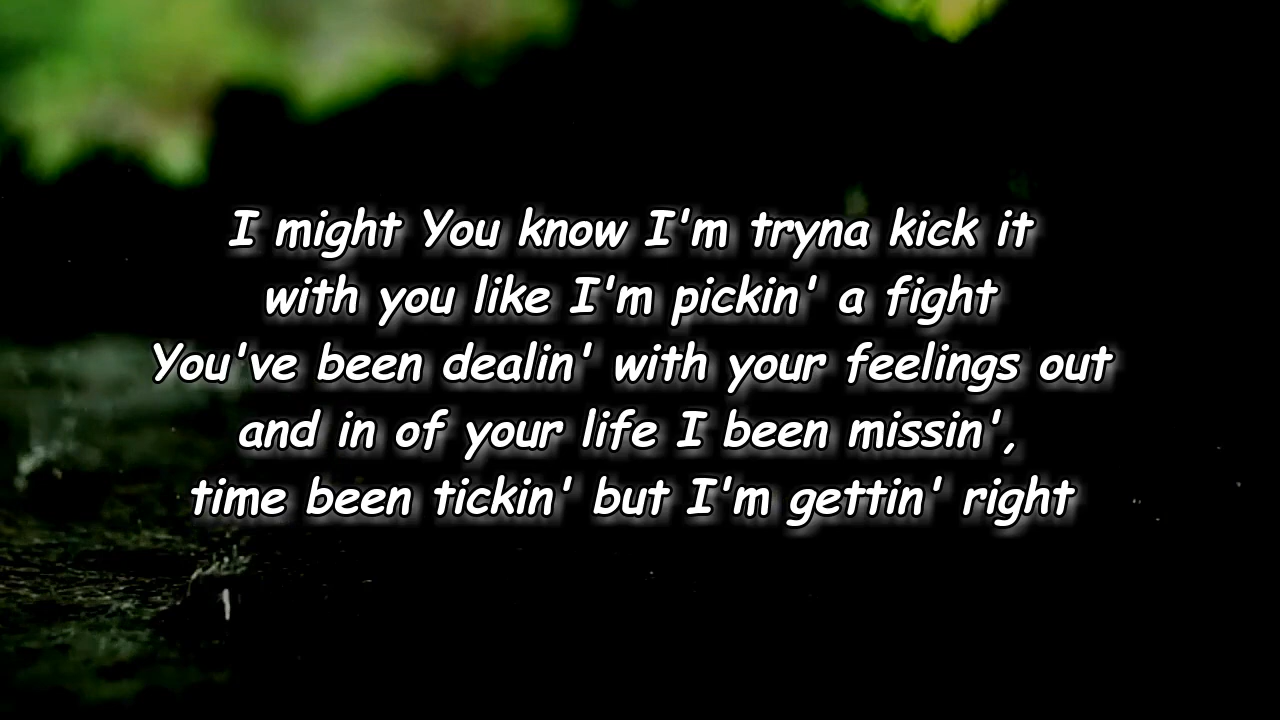 I might You know I'm tryna kick it
with you like I'm pickin' a fight
You've been dealin' with your feelings out
and in of your life I been missin',
time been tickin' but I'm gettin' right